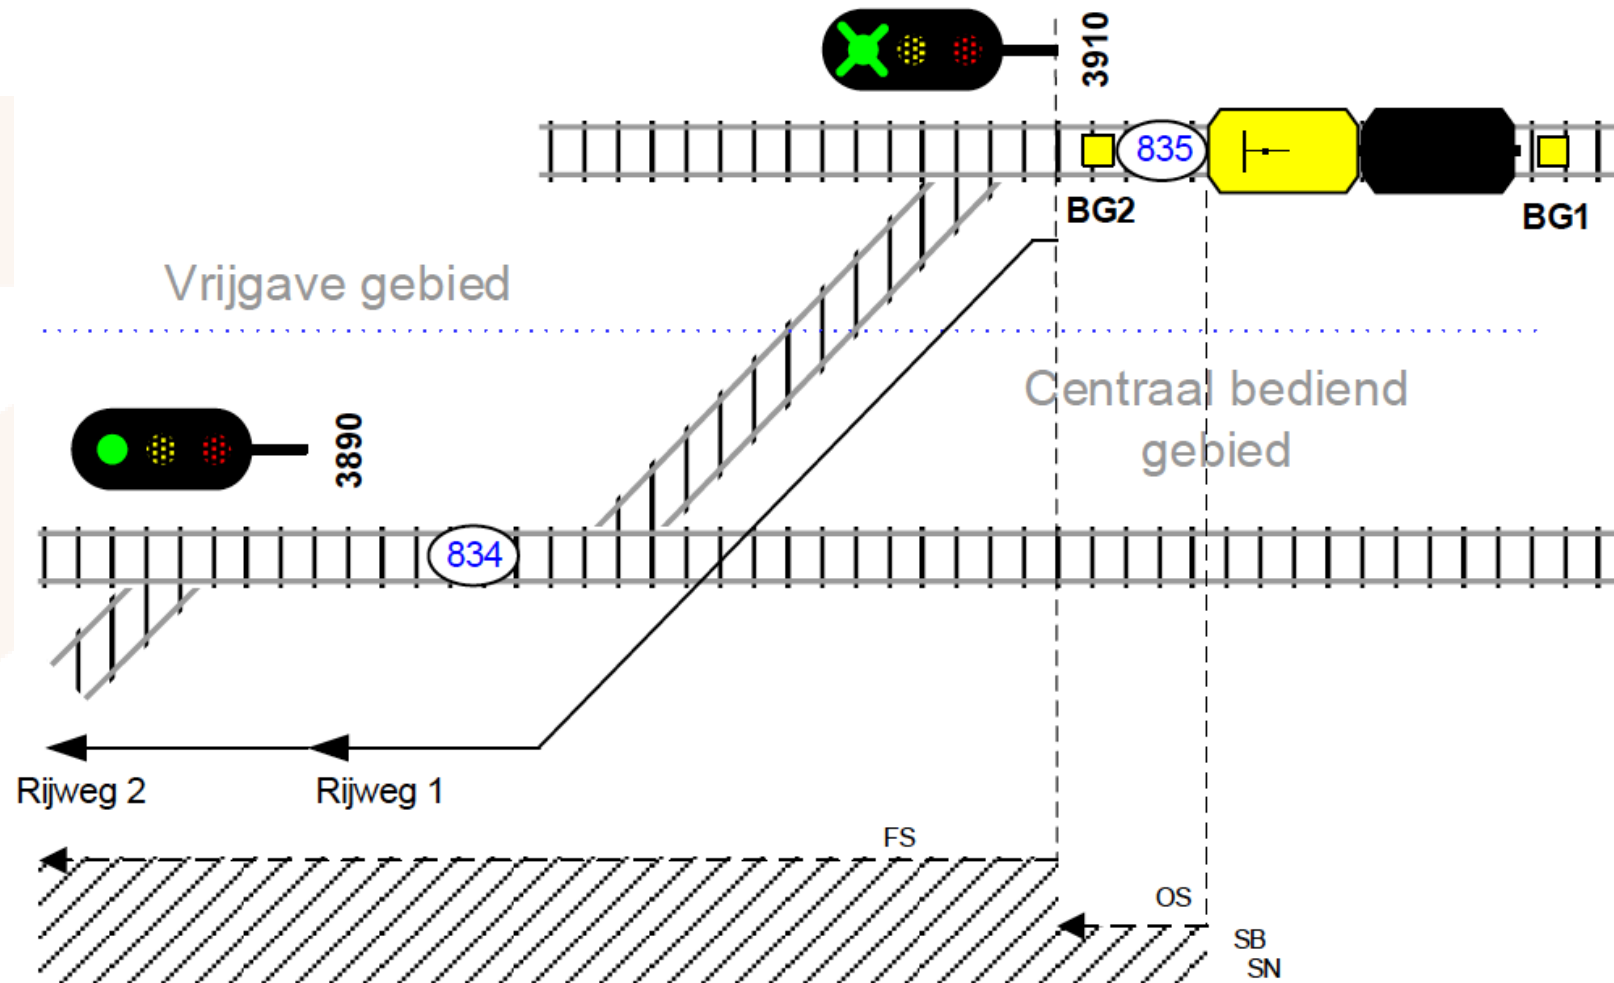 3910
835
BG2
BG1
Vrijgave gebied
Centraal bediend
gebied
3890
834
Rijweg 2
Rijweg 1
FS
OS
SB
SN